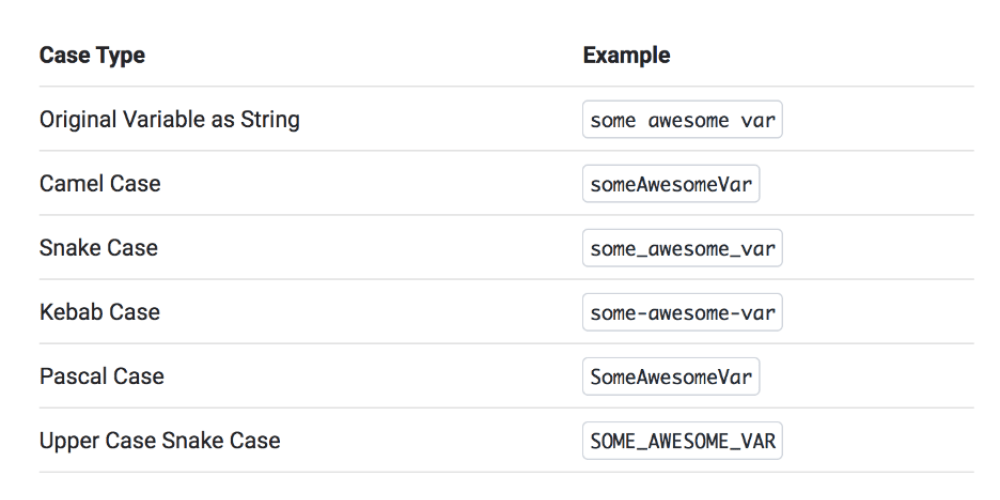 Case Type Example
Original Variable as String some awesome var
Camel Case someAwesomeVar
Snake Case some_awesome_var
Kebab Case some-awesome-var
Pascal Case SomeAwesomeVar
Upper Case Snake Case SOME_AWESOME_VAR